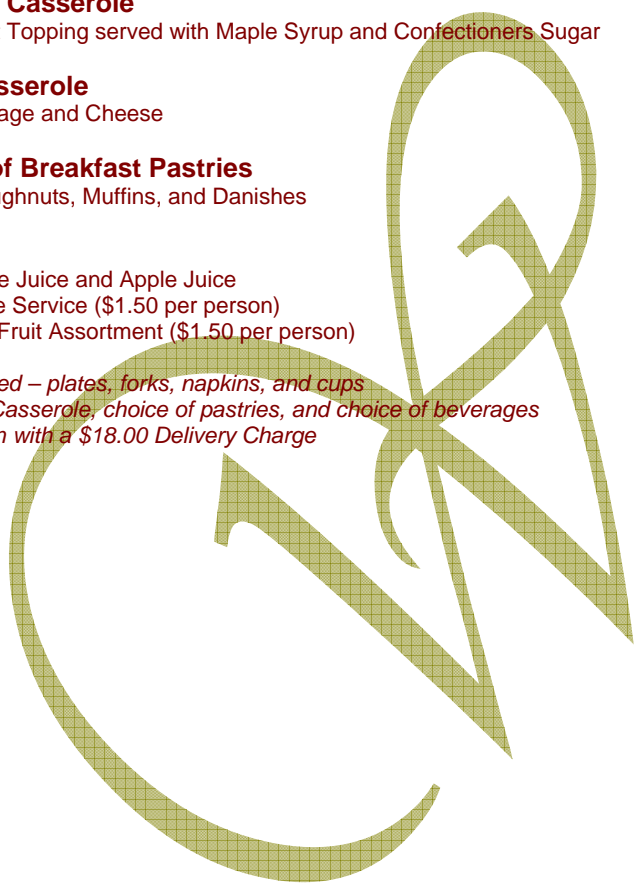 Casserole
Topping served with Maple Syrup and Confectioners Sugar
sserole
age and Cheese
of Breakfast Pastries
ughnuts, Muffins, and Danishes
e Juice and Apple Juice
e Service ($1.50 per person)
Fruit Assortment ($1.50 per person)
ed – plates, forks, napkins, and cups
Casserole, choice of pastries, and choice of beverages
n with a $18.00 Delivery Charge